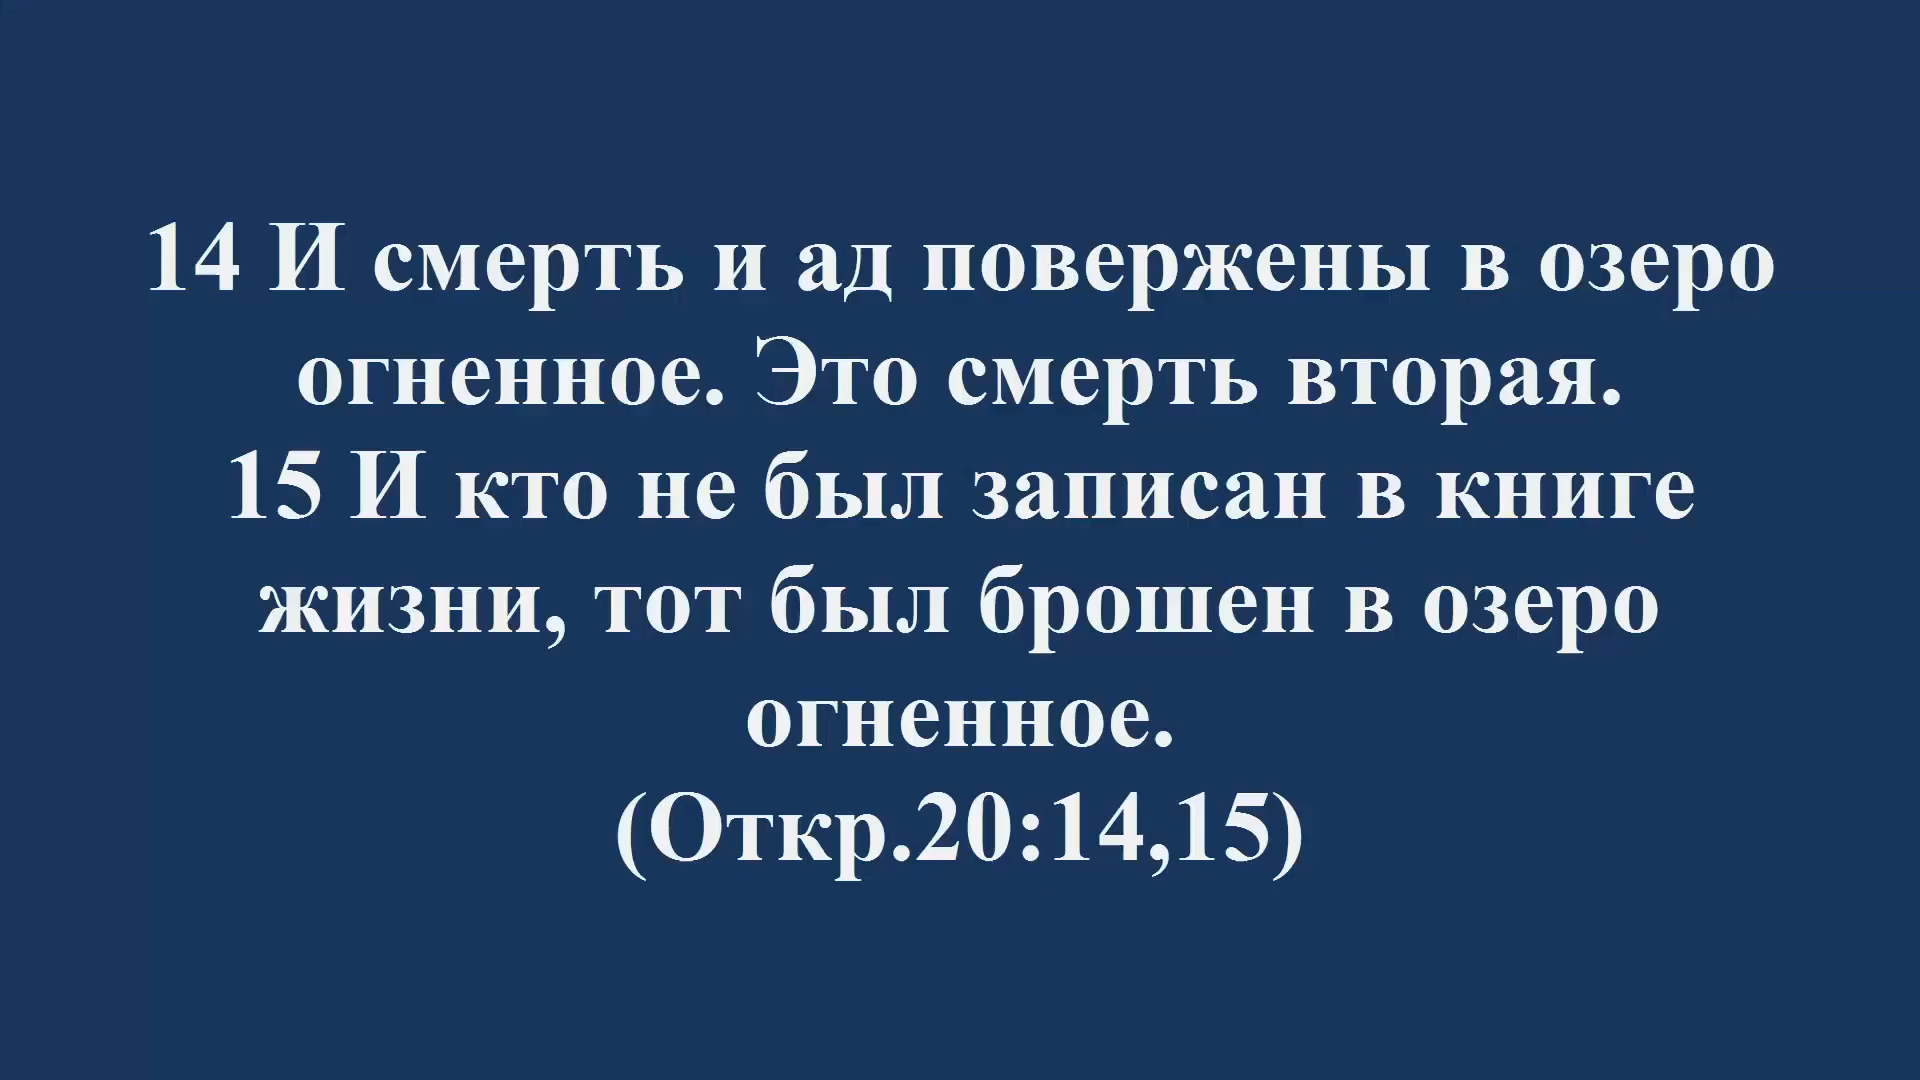 14 И смерть и ад повержены в озеро
огненное. Это смерть вторая.
15 И кто не был записан в книге
жизни, тот был брошен в озеро
огненное.
(Откр.20:14,15)